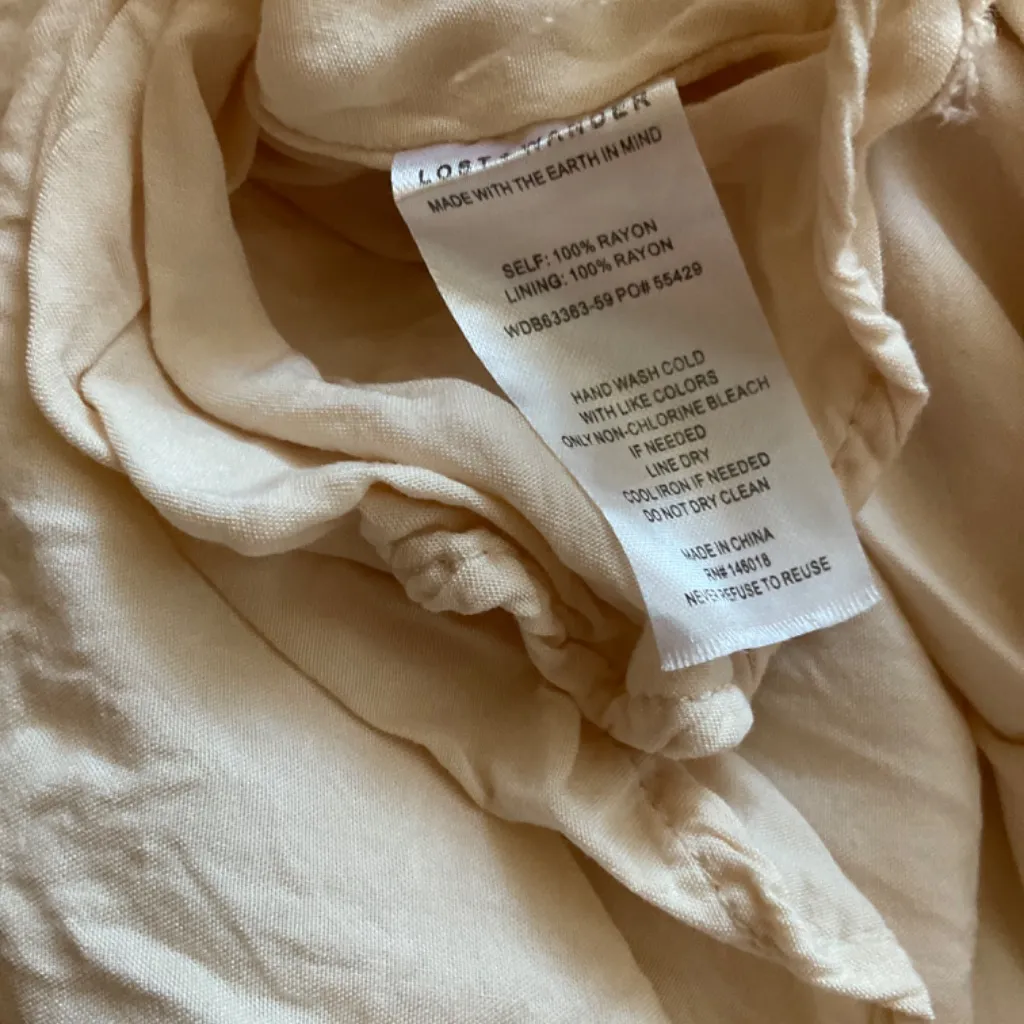 LOST + WANDER
MADE WITH THE EARTH IN MIND
SELF: 100% RAYON
LINING: 100% RAYON
WDB63363-59 PO# 55429
HAND WASH COLD
WITH LIKE COLORS
ONLY NON-CHLORINE BLEACH
IF NEEDED
LINE DRY
COOL IRON IF NEEDED
DO NOT DRY CLEAN
MADE IN CHINA
RN# 146018
NEVER REFUSE TO REUSE